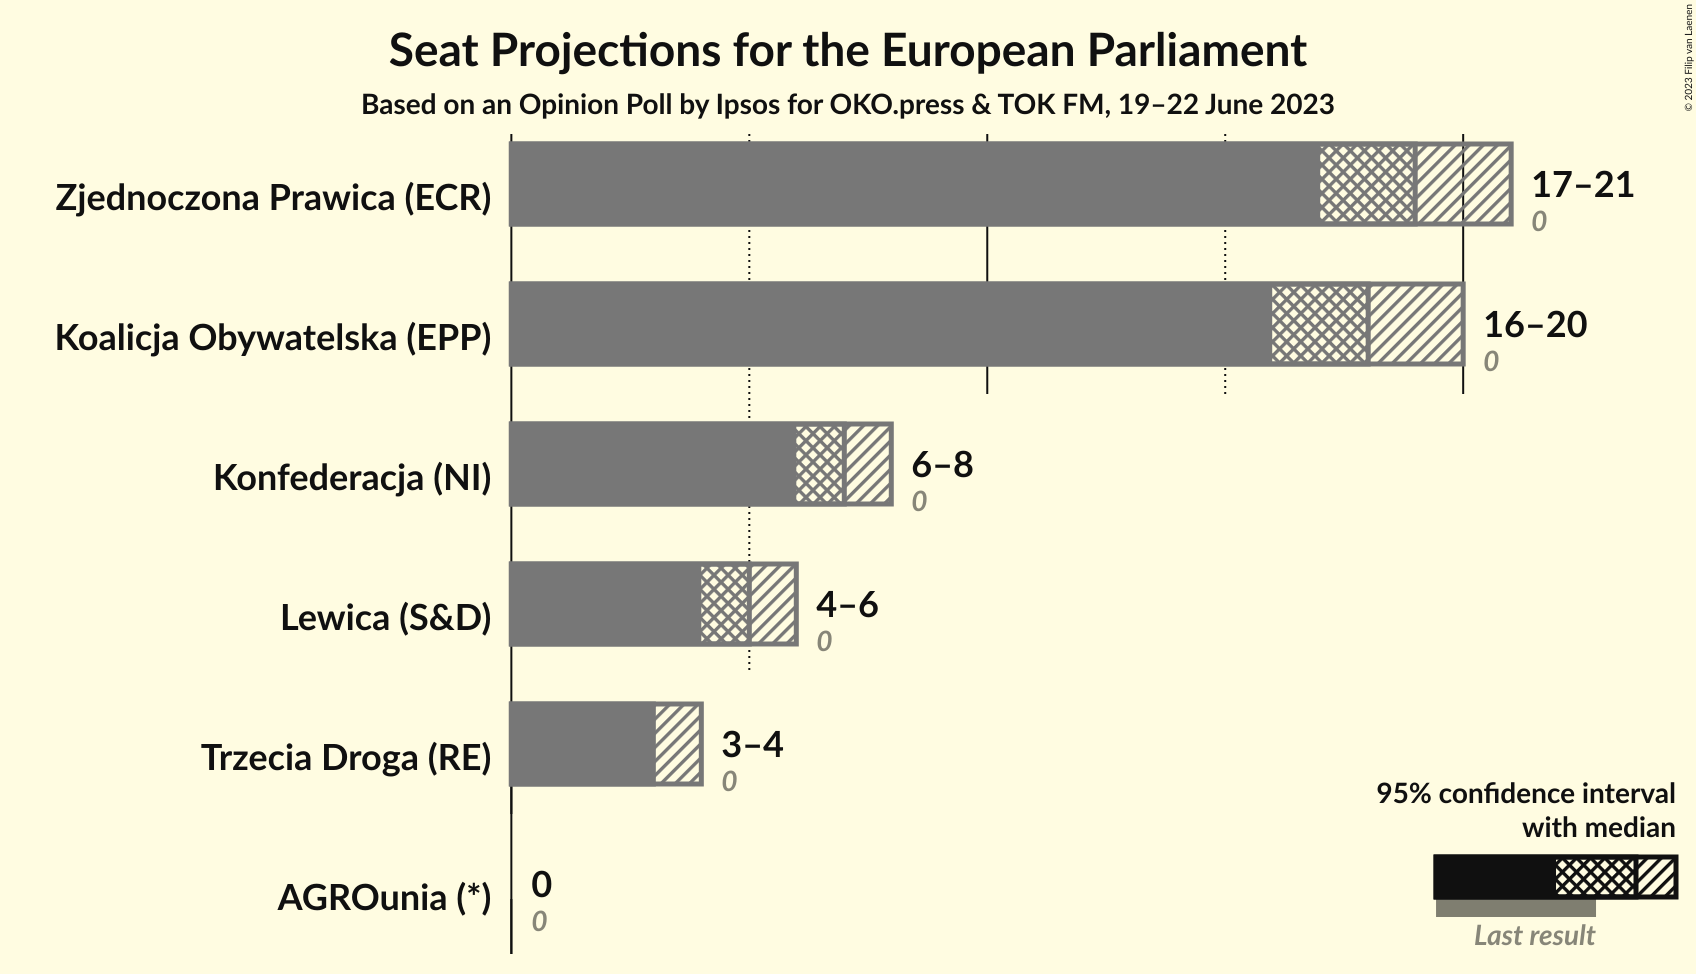 Seat Projections for the European Parliament
Based on an Opinion Poll by Ipsos for OKO.press & TOK FM, 19–22 June 2023
© 2023 Filip van Laenen
Zjednoczona Prawica (ECR)
17–21
0
Koalicja Obywatelska (EPP)
16–20
0
Konfederacja (NI)
6–8
0
Lewica (S&D)
4–6
0
Trzecia Droga (RE)
3–4
0
AGROunia (*)
0
0
95% confidence interval
with median
Last result